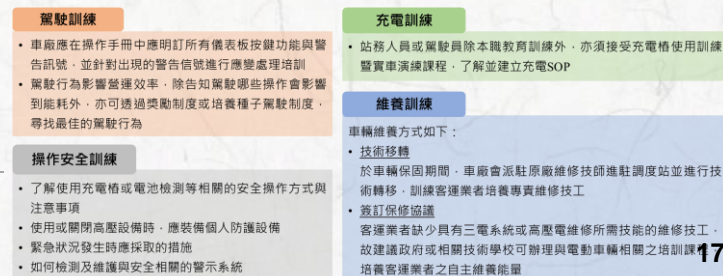 駕駛訓練
• 車廠應在操作手冊中應明訂所有儀表板按鍵功能與警
告訊號，並針對出現的警告信號進行應變處理培訓
• 駕駛行為影響營運效率，除告知駕駛哪些操作會影響
到能耗外，亦可透過獎勵制度或培養種子駕駛制度，
尋找最佳的駕駛行為
操作安全訓練
• 了解使用充電樁或電池檢測等相關的安全操作方式與
注意事項
• 使用或關閉高壓設備時，應裝備個人防護設備
• 緊急狀況發生時應採取的措施
• 如何檢測及維護與安全相關的警示系統
充電訓練
• 站務人員或駕駛員除本職教育訓練外，亦須接受充電樁使用訓練
暨實車演練課程，了解並建立充電SOP
維養訓練
車輛維養方式如下：
• 技術移轉
於車輛保固期間，車廠會派駐原廠維修技師進駐調度站並進行技
術轉移，訓練客運業者培養專責維修技工
• 簽訂保修協議
客運業者缺少具有三電系統或高壓電維修所需技能的維修技工，
故建議政府或相關技術學校可辦理與電動車輛相關之培訓課
培養客運業者之自主維養能量
17